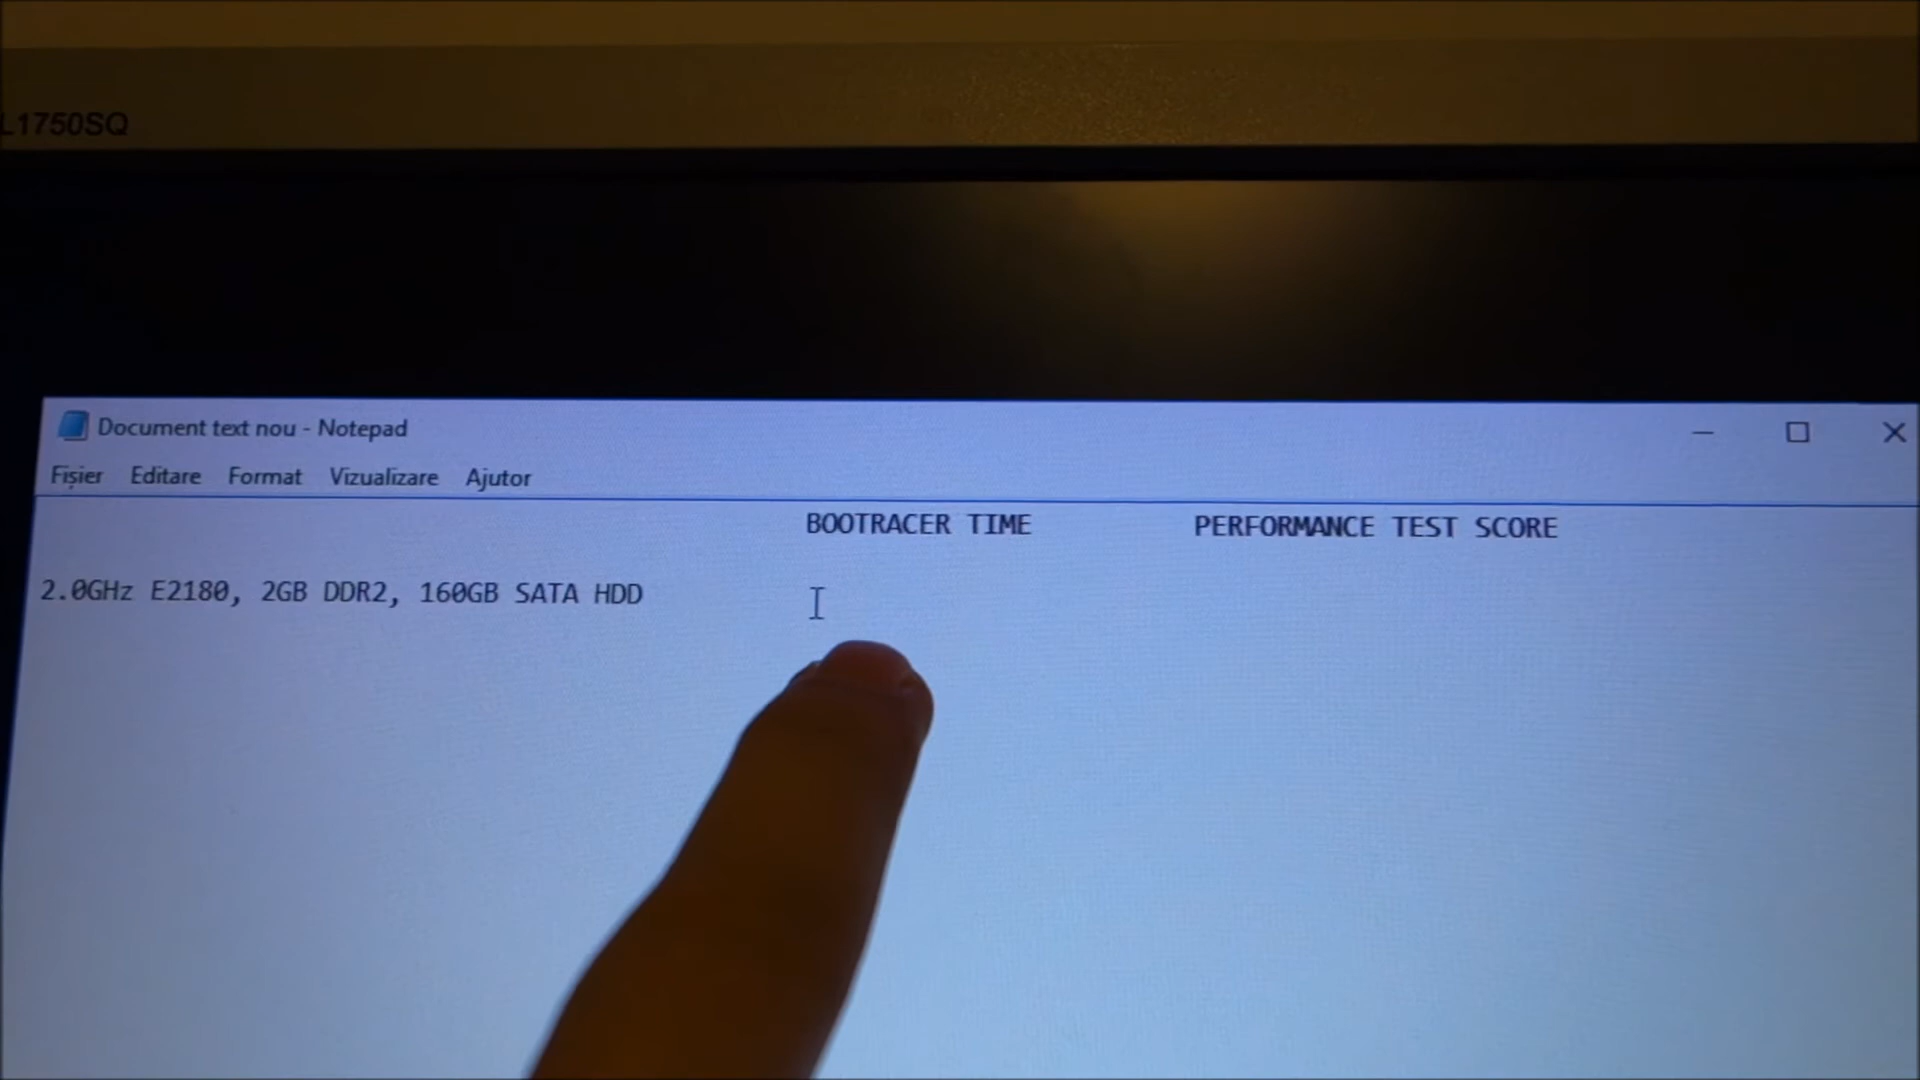 L1750SQ
Document text nou - Notepad
Fișier Editare Format Vizualizare Ajutor
BOOTRACER TIME PERFORMANCE TEST SCORE
2.0GHz E2180, 2GB DDR2, 160GB SATA HDD